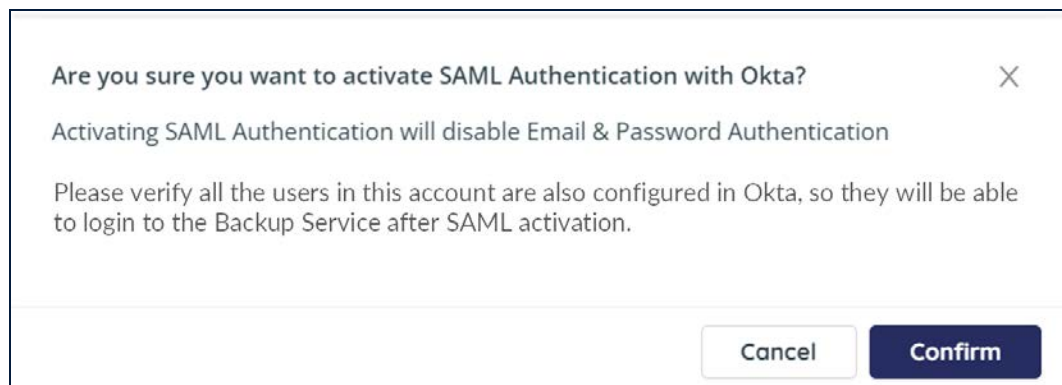 Are you sure you want to activate SAML Authentication with Okta?
Activating SAML Authentication will disable Email & Password Authentication
Please verify all the users in this account are also configured in Okta, so they will be able
to login to the Backup Service after SAML activation.
Cancel
Confirm